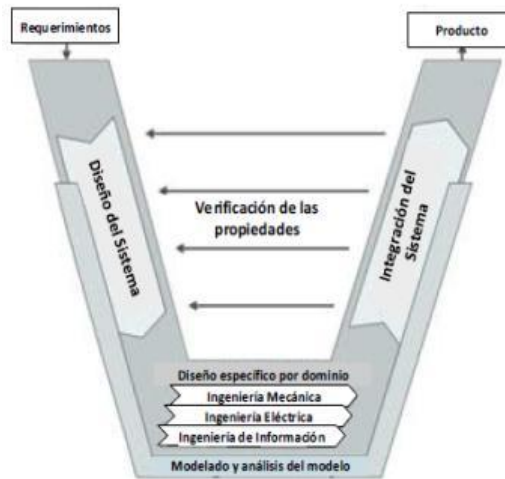 Requerimientos
Producto
Diseño del Sistema
Verificación de las
propiedades
Integración del
Sistema
Diseño específico por dominio
Ingeniería Mecánica
Ingeniería Eléctrica
Ingeniería de Información
Modelado y análisis del modelo